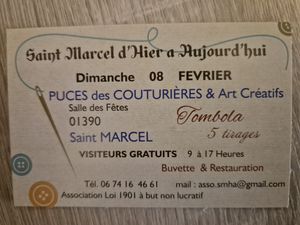 Saint Marcel d'Hier a Aujourd'hui
Dimanche 08 FEVRIER
PUCES des COUTURIÈRES & Art Créatifs
Salle des Fêtes
01390
Tombola
Saint MARCEL
5 tirages
VISITEURS GRATUITS 9 à 17 Heures
Buvette & Restauration
Tél. 06 74 16 46 61 mail : asso.smha@gmail.com
Association Loi 1901 à but non lucratif